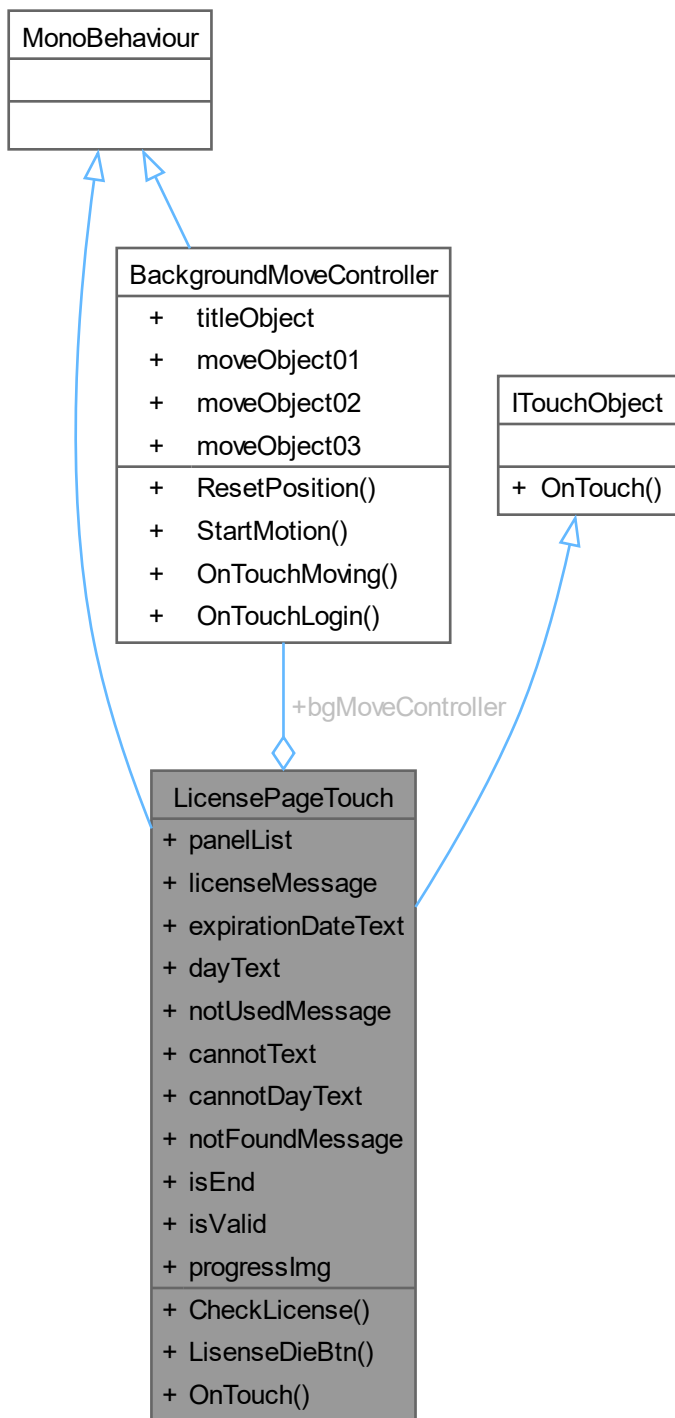 MonoBehaviour
BackgroundMoveController
+ titleObject
+ moveObject01
+ moveObject02
+ moveObject03
+ ResetPosition()
+ StartMotion()
+ OnTouchMoving()
+ OnTouchLogin()
ITouchObject
+ OnTouch()
+bgMoveController
LicensePageTouch
+ panelList
+ licenseMessage
+ expirationDateText
+ dayText
+ notUsedMessage
+ cannotText
+ cannotDayText
+ notFoundMessage
+ isEnd
+ isValid
+ progressImg
+ CheckLicense()
+ LisenseDieBtn()
+ OnTouch()